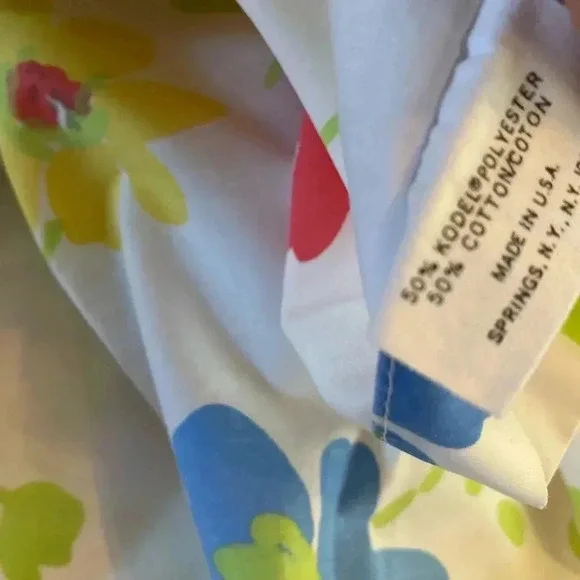 50% KODEL®POLYESTER
50% COTTON/COTON
MADE IN U.S.A.
SPRINGS, N.Y., N.Y.